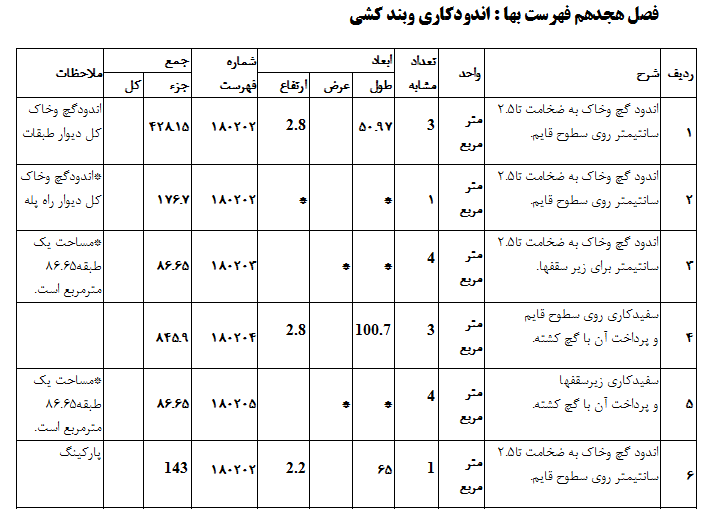 فصل هجدهم فهرست بها : اندودکاری وبند کشی
ردیف شرح واحد تعداد مشابه ابعاد شماره فهرست جمع ملاحظات
طول عرض ارتفاع جزء کل
۱ اندود گچ وخاک به ضخامت تا۲.۵ متر مربع 3 ۵۰.۹۷ 2.8 ۱۸۰۲۰۲ ۴۲۸.۱۵ اندودگچ وخاک
سانتیمتر روی سطوح قایم. کل دیوار طبقات
۲ اندود گچ وخاک به ضخامت تا۲.۵ متر مربع ۱ * * ۱۸۰۲۰۲ ۱۷۶.۷ *اندودگچ وخاک
سانتیمتر روی سطوح قایم. کل دیوار راه پله
۳ اندود گچ وخاک به ضخامت تا۲.۵ متر مربع 4 * * ۱۸۰۲۰۳ ۸۶.۶۵ *مساحت یک
سانتیمتر برای زیر سقفها. طبقه۸۶.۶۵
مترمربع است.
۴ سفیدکاری روی سطوح قایم متر مربع 3 100.7 2.8 ۱۸۰۲۰۴ ۸۴۵.۹
و پرداخت آن با گچ کشته.
۵ سفیدکاری زیرسقفها متر مربع 4 * * ۱۸۰۲۰۵ ۸۶.۶۵ *مساحت یک
و پرداخت آن با گچ کشته. طبقه۸۶.۶۵
مترمربع است.
۶ اندود گچ وخاک به ضخامت تا۲.۵ متر مربع 1 ۶۵ 2.2 ۱۸۰۲۰۲ 143 پارکینگ
سانتیمتر روی سطوح قایم.